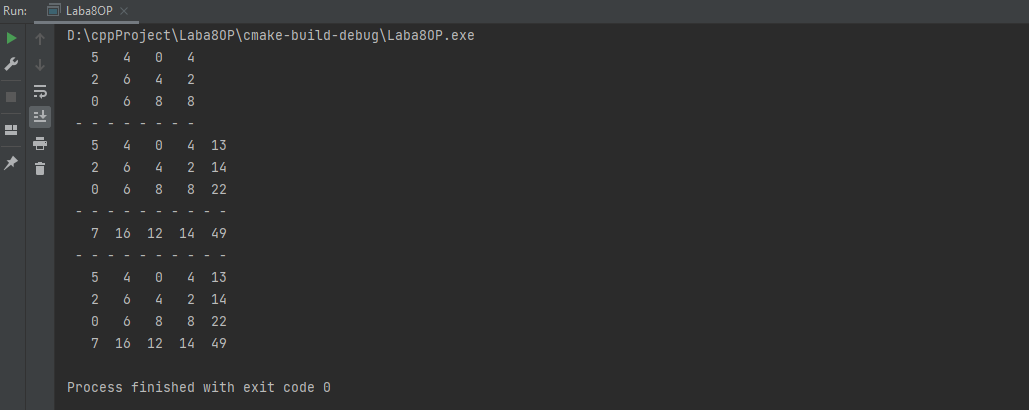 Run: Laba8OP ×
D:\cppProject\Laba8OP\cmake-build-debug\Laba8OP.exe
5 4 0 4
2 6 4 2
0 6 8 8
- - - - - - - -
5 4 0 4 13
2 6 4 2 14
0 6 8 8 22
- - - - - - - - - -
7 16 12 14 49
- - - - - - - - - -
5 4 0 4 13
2 6 4 2 14
0 6 8 8 22
7 16 12 14 49
Process finished with exit code 0